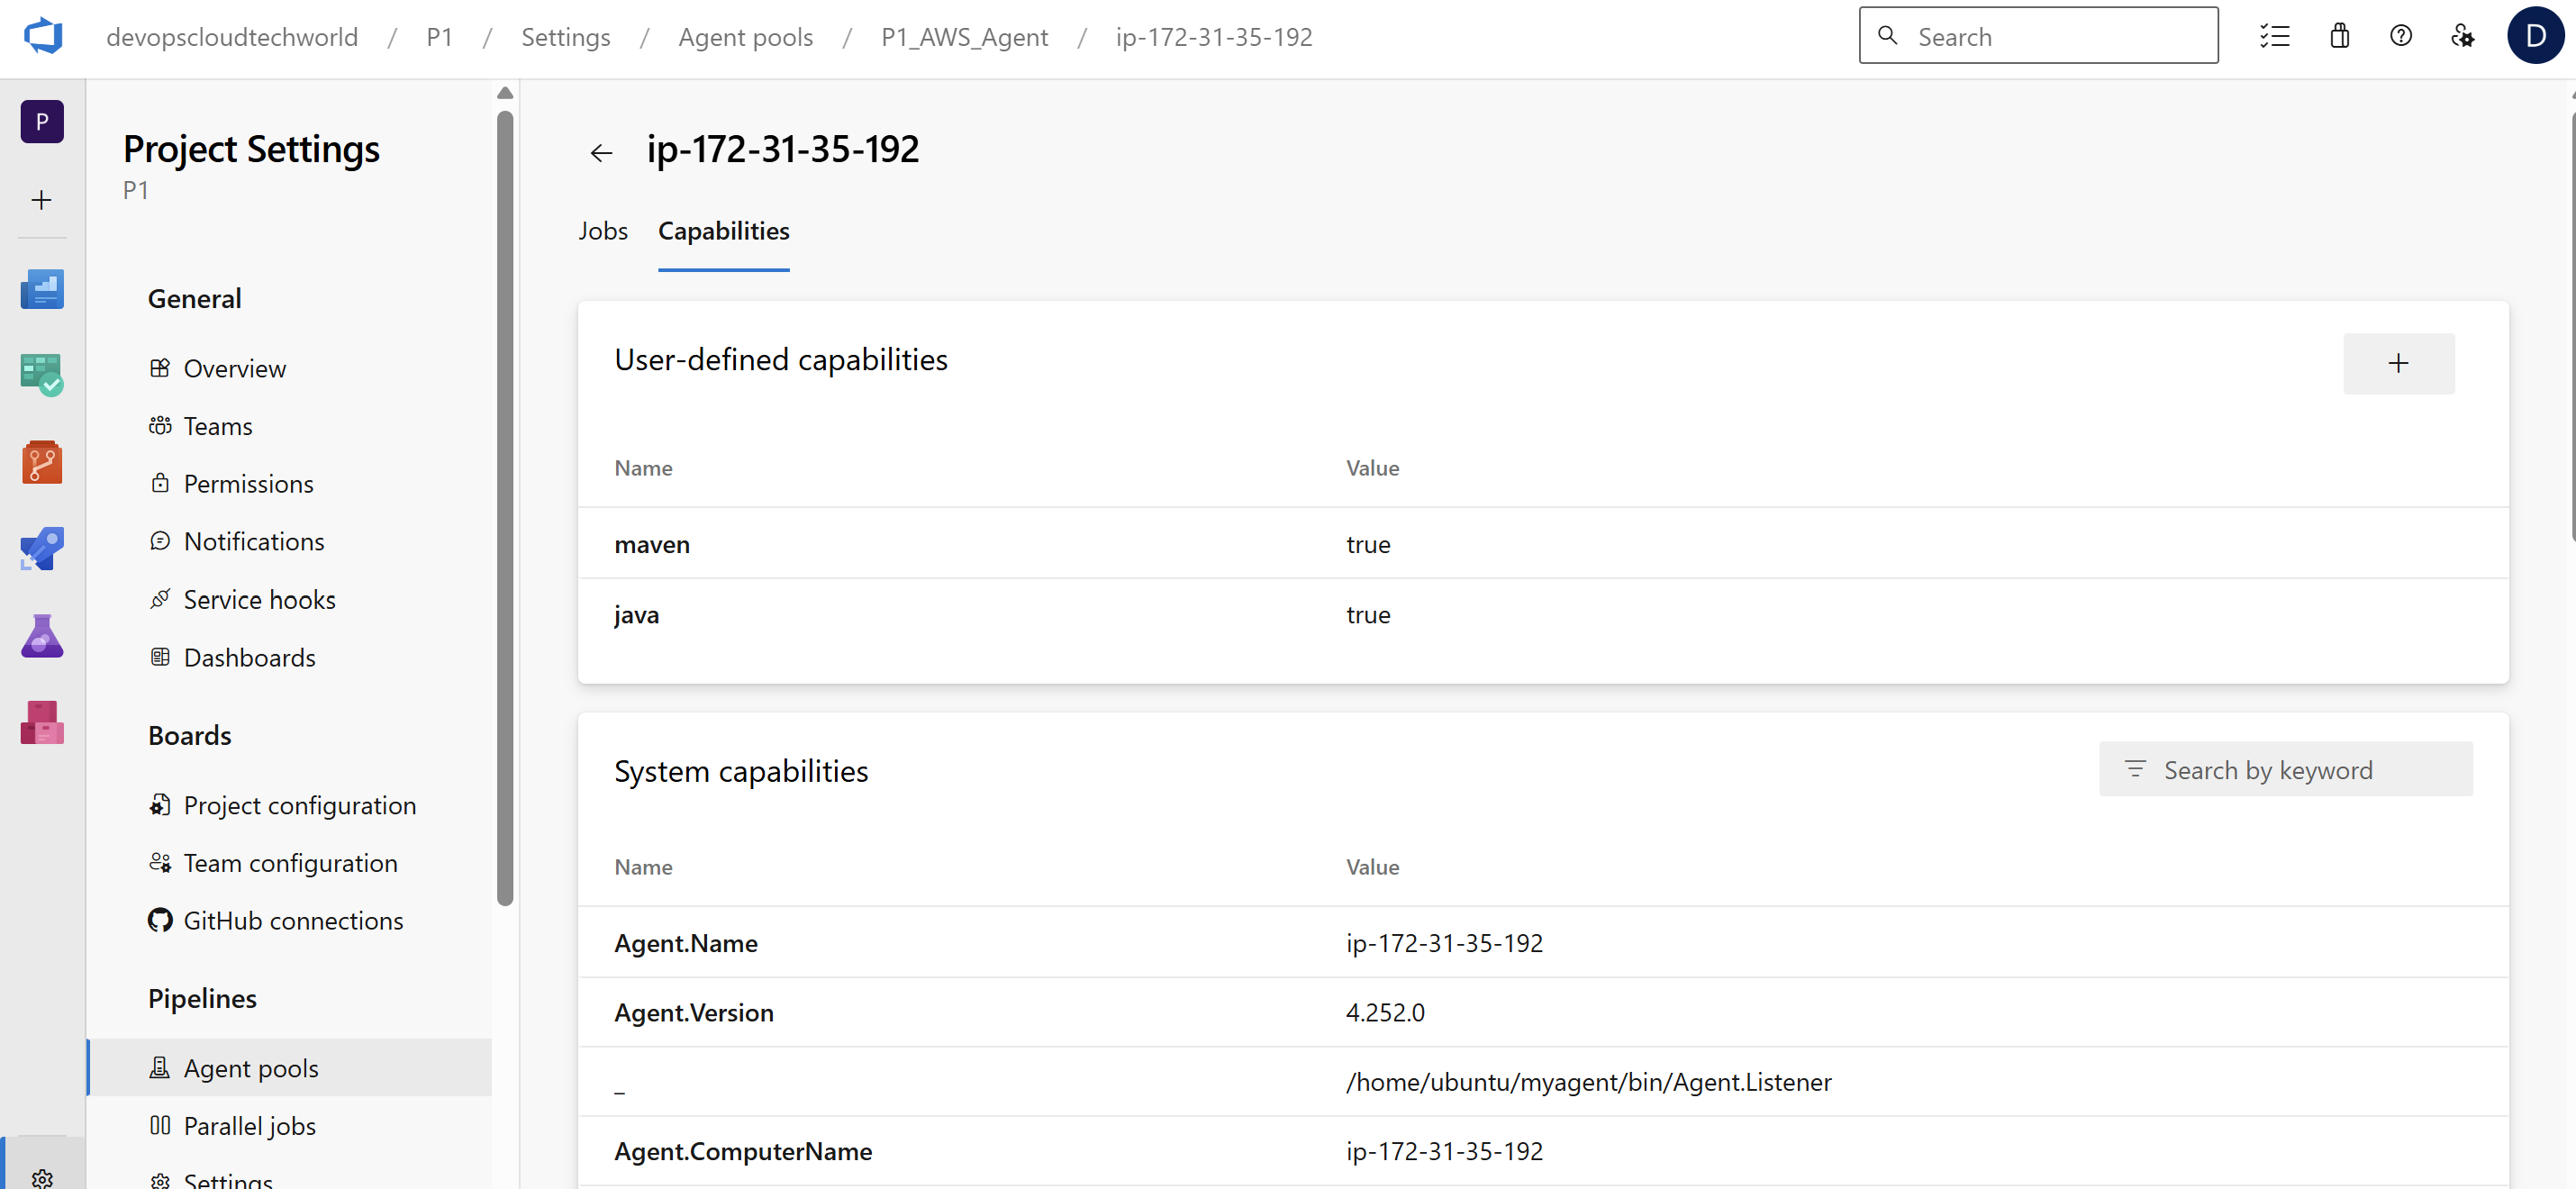 devopscloudtechworld / P1 / Settings / Agent pools / P1_AWS_Agent / ip-172-31-35-192
Search
D
P
Project Settings
P1
General
Overview
Teams
Permissions
Notifications
Service hooks
Dashboards
Boards
Project configuration
Team configuration
GitHub connections
Pipelines
Agent pools
Parallel jobs
Settings
ip-172-31-35-192
Jobs Capabilities
User-defined capabilities
Name Value
maven true
java true
System capabilities
Search by keyword
Name Value
Agent.Name ip-172-31-35-192
Agent.Version 4.252.0
_ /home/ubuntu/myagent/bin/Agent.Listener
Agent.ComputerName ip-172-31-35-192